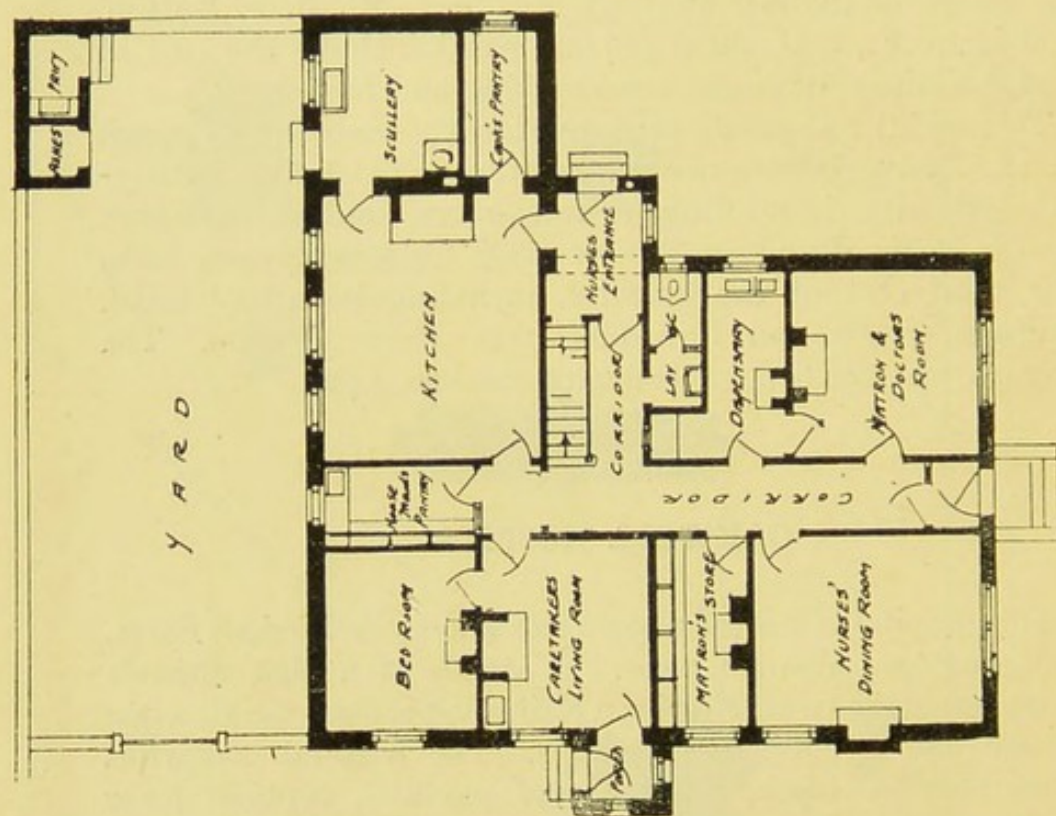 PRIVY
ASHES
YARD
SCULLERY
COOK'S PANTRY
KITCHEN
NURSES
ENTRANCE
WC
LAV
CORRIDOR
DISPENSARY
MATRON &
DOCTORS
ROOM.
CORRIDOR
HOUSE
MAIDS
PANTRY
BED ROOM
CARETAKERS
LIVING ROOM
MATRON'S
STORE
NURSES'
DINING ROOM
PORCH